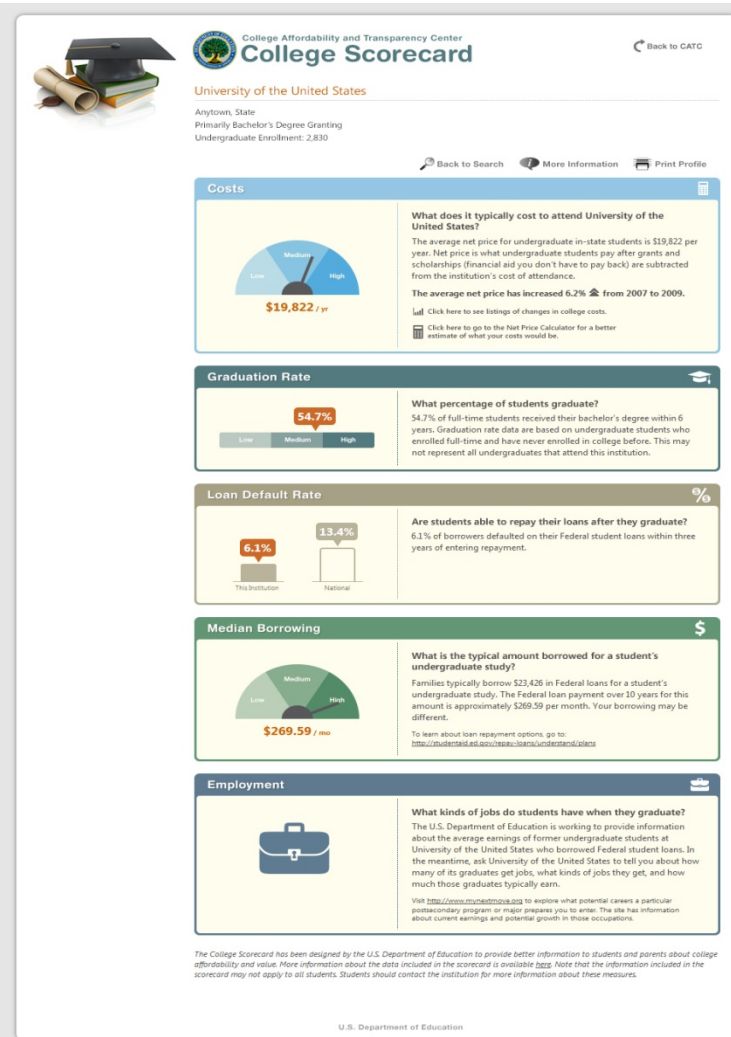 College Affordability and Transparency Center
College Scorecard
Back to CATC
University of the United States
Anytown, State
Primarily Bachelor's Degree Granting
Undergraduate Enrollment: 2,830
Back to Search
More Information
Print Profile
Costs
Low
Medium
High
$19,822 / yr
What does it typically cost to attend University of the
United States?
The average net price for undergraduate in-state students is $19,822 per
year. Net price is what undergraduate students pay after grants and
scholarships (financial aid you don't have to pay back) are subtracted
from the institution's cost of attendance.
The average net price has increased 6.2% from 2007 to 2009.
Click here to see listings of changes in college costs.
Click here to go to the Net Price Calculator for a better
estimate of what your costs would be.
Graduation Rate
54.7%
Low
Medium
High
What percentage of students graduate?
54.7% of full-time students received their bachelor's degree within 6
years. Graduation rate data are based on undergraduate students who
enrolled full-time and have never enrolled in college before. This may
not represent all undergraduates that attend this institution.
Loan Default Rate
%
6.1%
13.4%
This Institution
National
Are students able to repay their loans after they graduate?
6.1% of borrowers defaulted on their Federal student loans within three
years of entering repayment.
Median Borrowing
$
Low
Medium
High
$269.59 / mo
What is the typical amount borrowed for a student's
undergraduate study?
Families typically borrow $23,426 in Federal loans for a student's
undergraduate study. The Federal loan payment over 10 years for this
amount is approximately $269.59 per month. Your borrowing may be
different.
To learn about loan repayment options, go to:
http://studentaid.ed.gov/repay-loans/understand/plans
Employment
What kinds of jobs do students have when they graduate?
The U.S. Department of Education is working to provide information
about the average earnings of former undergraduate students at
University of the United States who borrowed Federal student loans. In
the meantime, ask University of the United States to tell you about how
many of its graduates get jobs, what kinds of jobs they get, and how
much those graduates typically earn.
Visit http://www.mynextmove.org to explore what potential careers a particular
postsecondary program or major prepares you to enter. The site has information
about current earnings and potential growth in those occupations.
The College Scorecard has been designed by the U.S. Department of Education to provide better information to students and parents about college
affordability and value. More information about the data included in the scorecard is available here. Note that the information included in the
scorecard may not apply to all students. Students should contact the institution for more information about these measures.
U.S. Department of Education